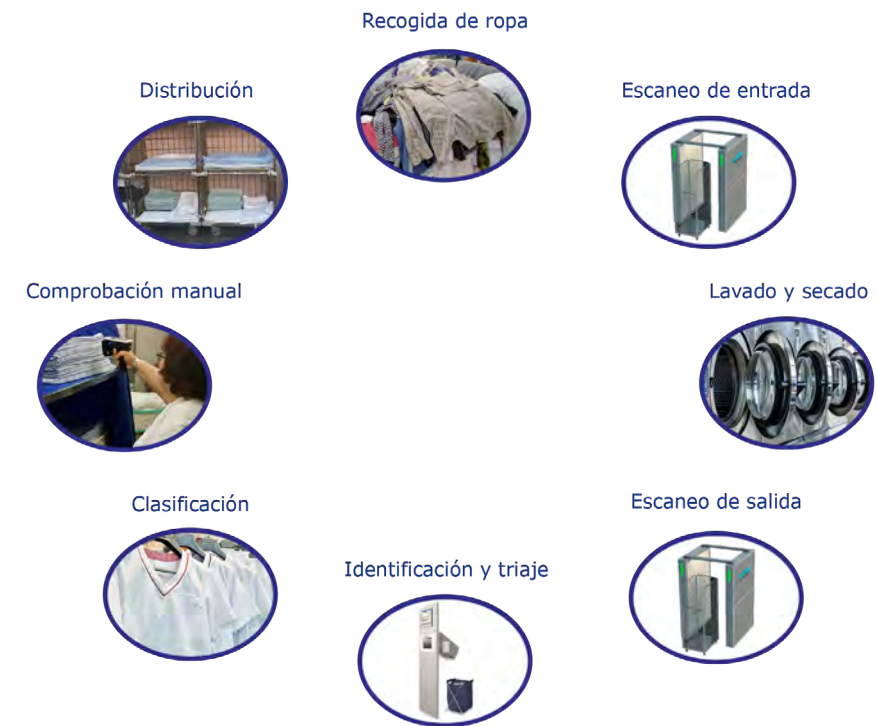 Recogida de ropa
Distribución
Escaneo de entrada
Comprobación manual
Lavado y secado
Clasificación
Escaneo de salida
Identificación y triaje